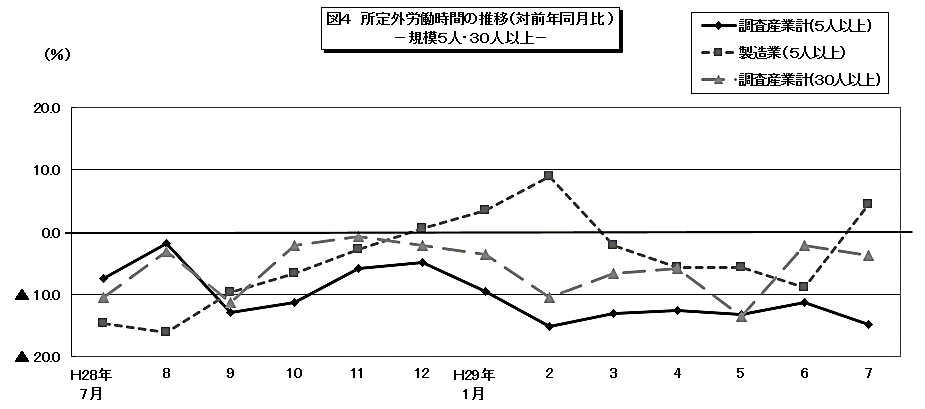 図4 所定外労働時間の推移(対前年同月比)
－規模5人・30人以上－
(%)
調査産業計(5人以上)
製造業(5人以上)
調査産業計(30人以上)
20.0
10.0
0.0
▲ 10.0
▲ 20.0
H28年 8 9 10 11 12 H29年 2 3 4 5 6 7
7月 1月